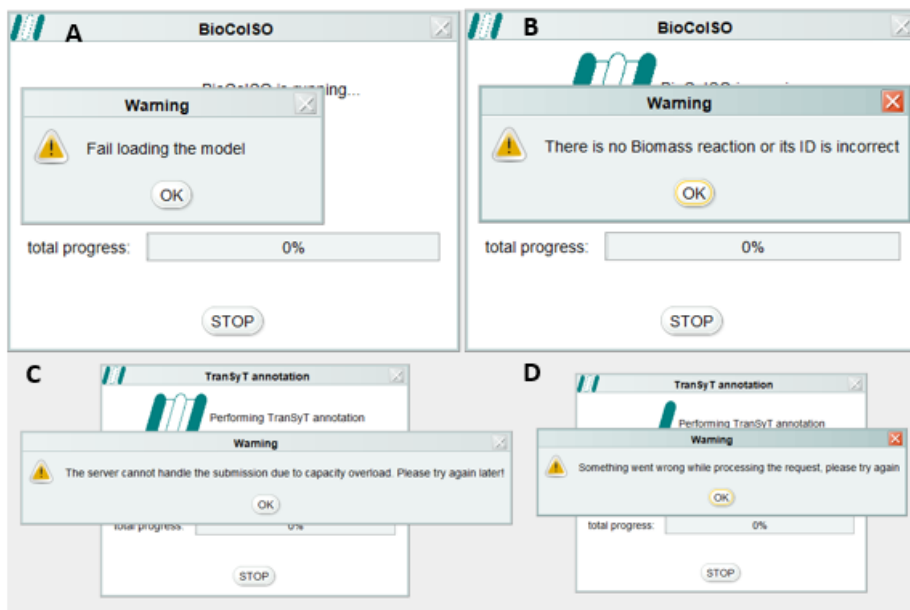 A
BioCoISO
BioCoISO is running...
Warning
Fail loading the model
OK
total progress:
0%
STOP
B
BioCoISO
Warning
There is no Biomass reaction or its ID is incorrect
OK
total progress:
0%
STOP
C
TranSyT annotation
Performing TranSyT annotation
Warning
The server cannot handle the submission due to capacity overload. Please try again later!
OK
total progress:
0%
STOP
D
TranSyT annotation
Performing TranSyT annotation
Warning
Something went wrong while processing the request, please try again
OK
total progress:
0%
STOP